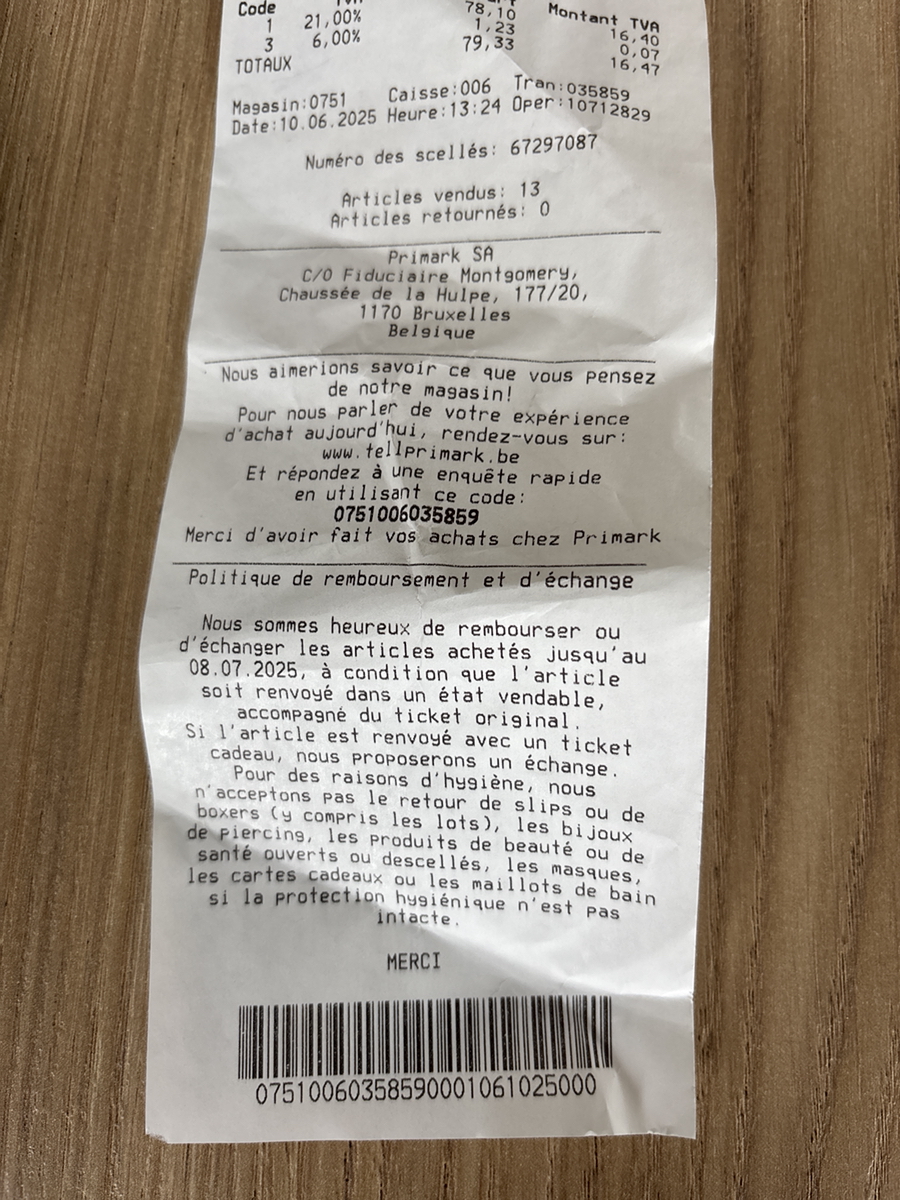 Code TVA Montant TVA
1 21,00% 78,10 16,40
3 6,00% 1,23 0,07
TOTAUX 79,33 16,47
Magasin:0751 Caisse:006 Tran:035859
Date:10.06.2025 Heure:13:24 Oper:10712829
Numéro des scellés: 67297087
Articles vendus: 13
Articles retournés: 0
Primark SA
C/O Fiduciaire Montgomery,
Chaussée de la Hulpe, 177/20,
1170 Bruxelles
Belgique
Nous aimerions savoir ce que vous pensez
de notre magasin!
Pour nous parler de votre expérience
d'achat aujourd'hui, rendez-vous sur:
www.tellprimark.be
Et répondez à une enquête rapide
en utilisant ce code:
0751006035859
Merci d'avoir fait vos achats chez Primark
Politique de remboursement et d'échange
Nous sommes heureux de rembourser ou
d'échanger les articles achetés jusqu'au
08.07.2025, à condition que l'article
soit renvoyé dans un état vendable,
accompagné du ticket original.
Si l'article est renvoyé avec un ticket
cadeau, nous proposerons un échange.
Pour des raisons d'hygiène, nous
n'acceptons pas le retour de slips ou de
boxers (y compris les lots), les bijoux
de piercing, les produits de beauté ou de
santé ouverts ou descellés, les masques,
les cartes cadeaux ou les maillots de bain
si la protection hygiénique n'est pas
intacte.
MERCI
07510060358590001061025000